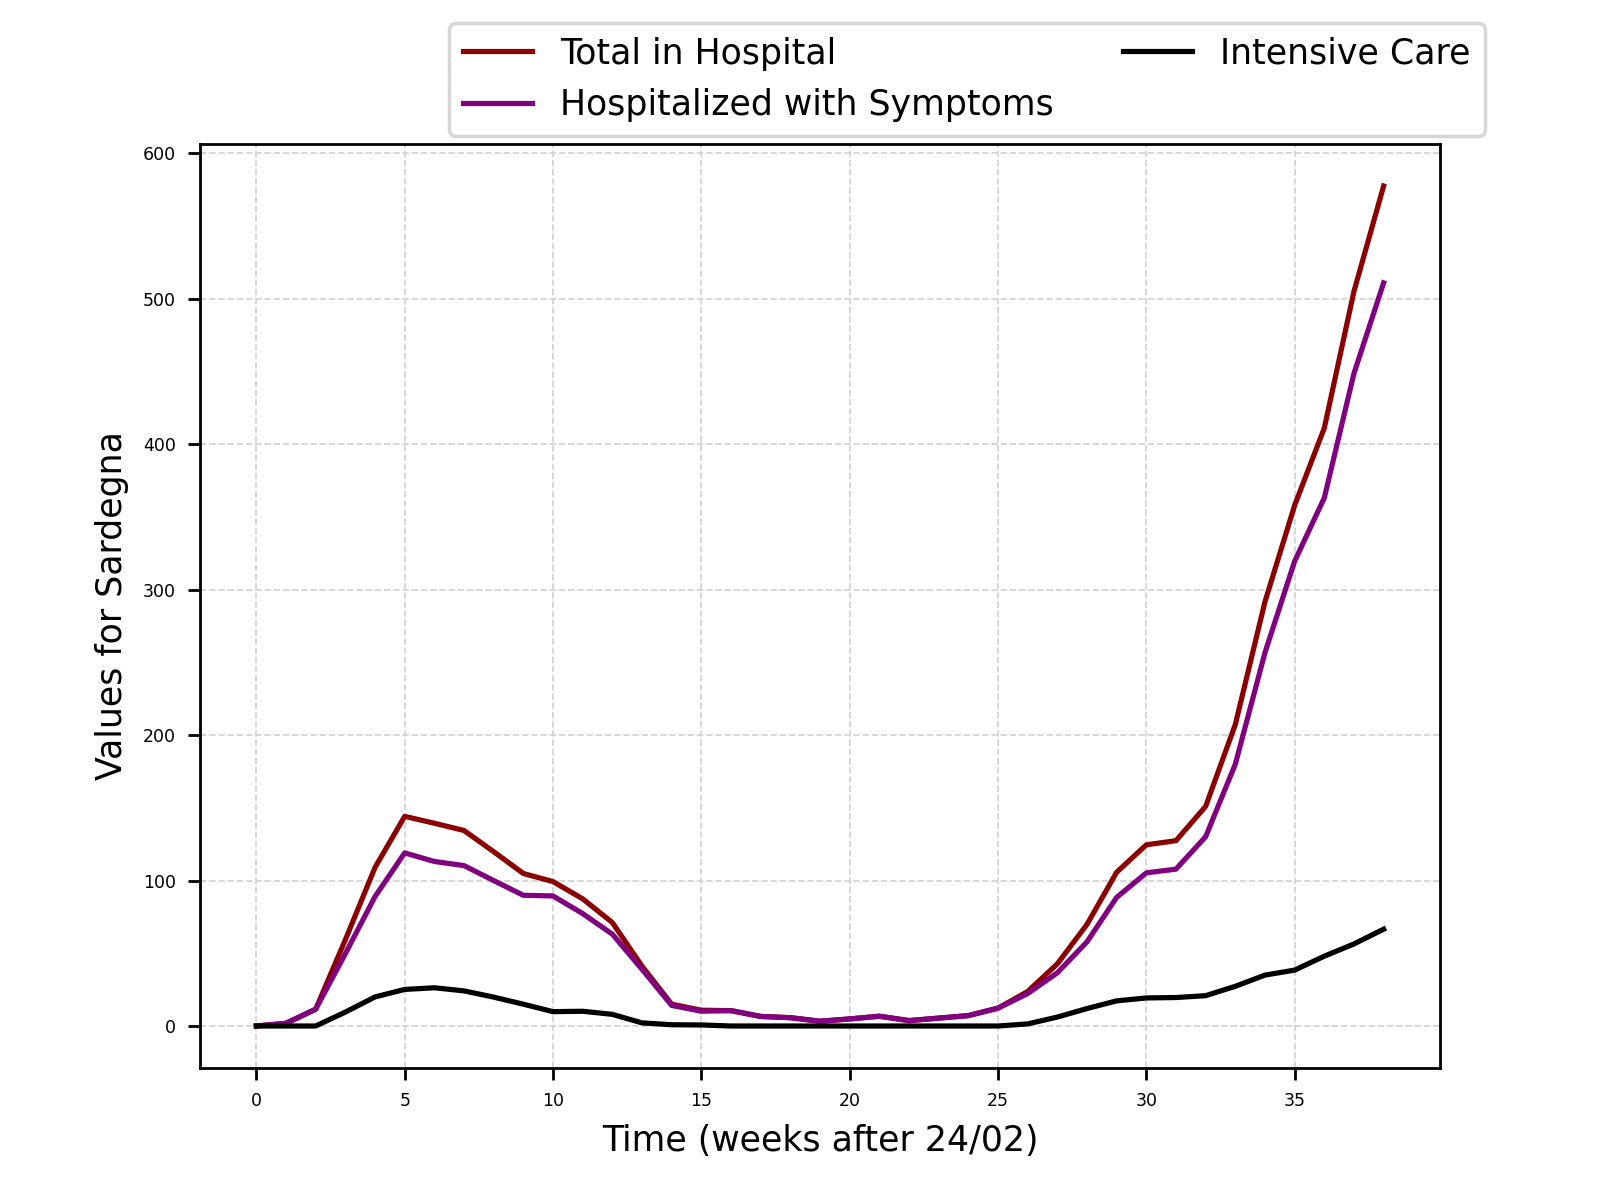 Total in Hospital
Hospitalized with Symptoms
Intensive Care
600
500
400
300
200
100
0
Values for Sardegna
0 5 10 15 20 25 30 35
Time (weeks after 24/02)